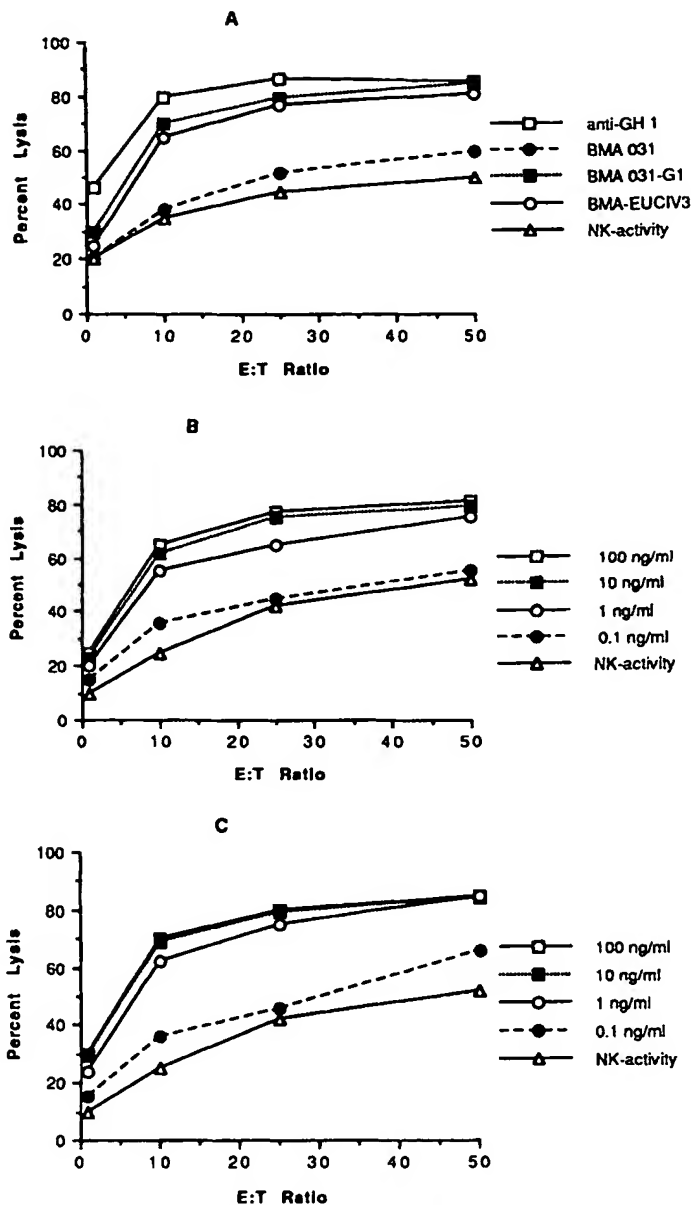 A
100
80
60
40
20
0
Percent Lysis
0 10 20 30 40 50
E:T Ratio
anti-GH 1
BMA 031
BMA 031-G1
BMA-EUCIV3
NK-activity
B
100
80
60
40
20
0
Percent Lysis
0 10 20 30 40 50
E:T Ratio
100 ng/ml
10 ng/ml
1 ng/ml
0.1 ng/ml
NK-activity
C
100
80
60
40
20
0
Percent Lysis
0 10 20 30 40 50
E:T Ratio
100 ng/ml
10 ng/ml
1 ng/ml
0.1 ng/ml
NK-activity